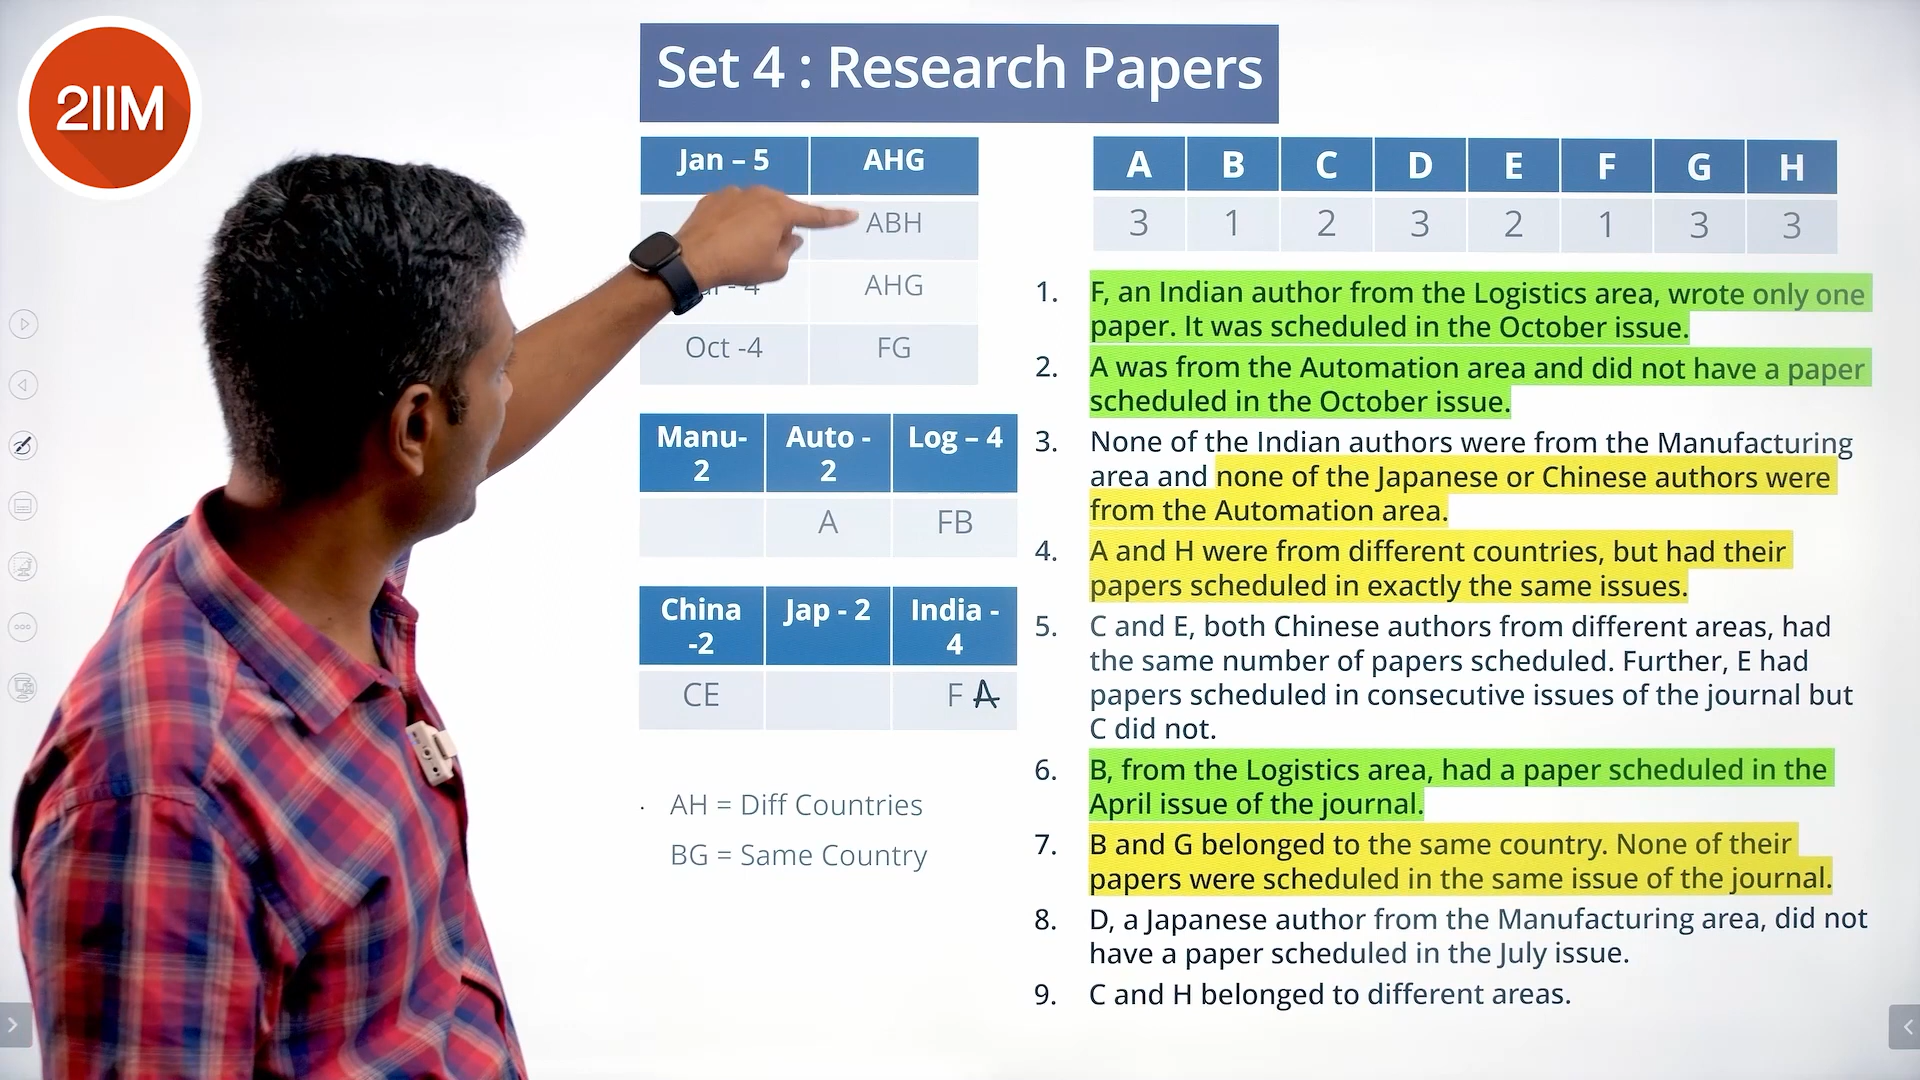 2IIM
Set 4 : Research Papers
Jan – 5 AHG
ABH
- 4 AHG
Oct -4 FG
Manu-
2
Auto -
2
Log – 4
A FB
China
-2
Jap - 2
India -
4
CE F A
AH = Diff Countries
BG = Same Country
A B C D E F G H
3 1 2 3 2 1 3 3
1. F, an Indian author from the Logistics area, wrote only one
paper. It was scheduled in the October issue.
2. A was from the Automation area and did not have a paper
scheduled in the October issue.
3. None of the Indian authors were from the Manufacturing
area and none of the Japanese or Chinese authors were
from the Automation area.
4. A and H were from different countries, but had their
papers scheduled in exactly the same issues.
5. C and E, both Chinese authors from different areas, had
the same number of papers scheduled. Further, E had
papers scheduled in consecutive issues of the journal but
C did not.
6. B, from the Logistics area, had a paper scheduled in the
April issue of the journal.
7. B and G belonged to the same country. None of their
papers were scheduled in the same issue of the journal.
8. D, a Japanese author from the Manufacturing area, did not
have a paper scheduled in the July issue.
9. C and H belonged to different areas.